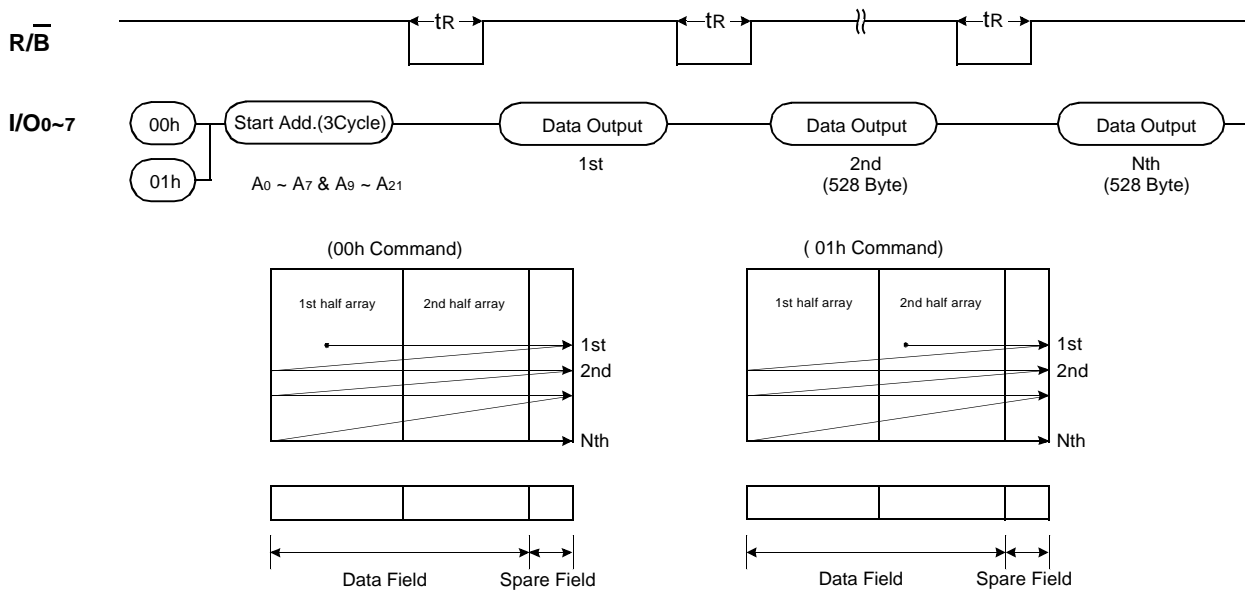 R/B tR tR tR
I/O0~7 00h Start Add.(3Cycle) Data Output Data Output Data Output
01h A0 ~ A7 & A9 ~ A21 1st 2nd Nth
(528 Byte) (528 Byte)
(00h Command) ( 01h Command)
1st half array 2nd half array 1st half array 2nd half array
1st 1st
2nd 2nd
Nth Nth
Data Field Spare Field Data Field Spare Field